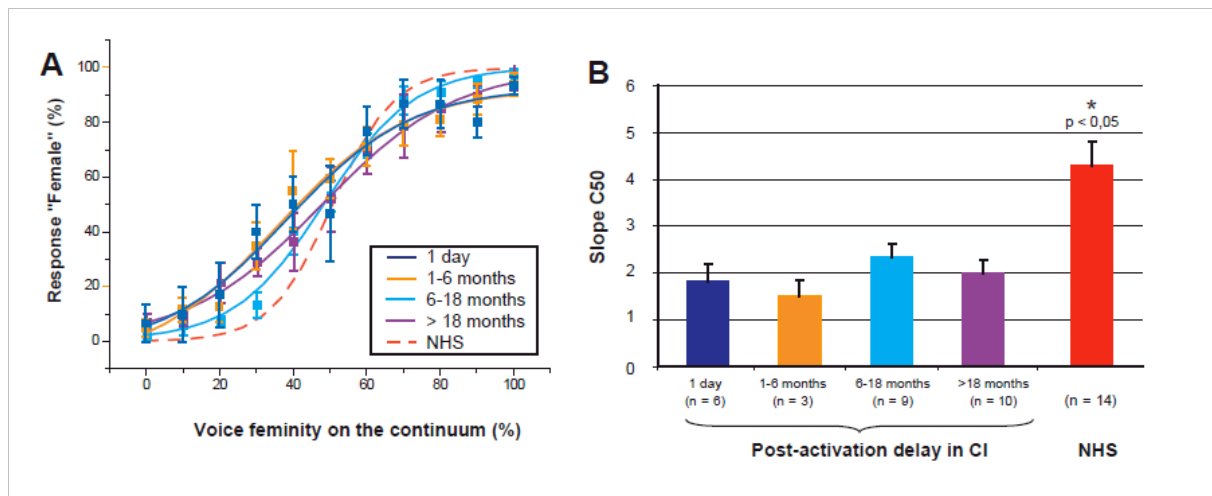 A
Response "Female" (%)
100
80
60
40
20
0
0 20 40 60 80 100
Voice feminity on the continuum (%)
1 day
1-6 months
6-18 months
> 18 months
NHS
B
Slope C50
6
5
4
3
2
1
0
*
p < 0,05
1 day 1-6 months 6-18 months >18 months
(n = 6) (n = 3) (n = 9) (n = 10) (n = 14)
Post-activation delay in CI NHS